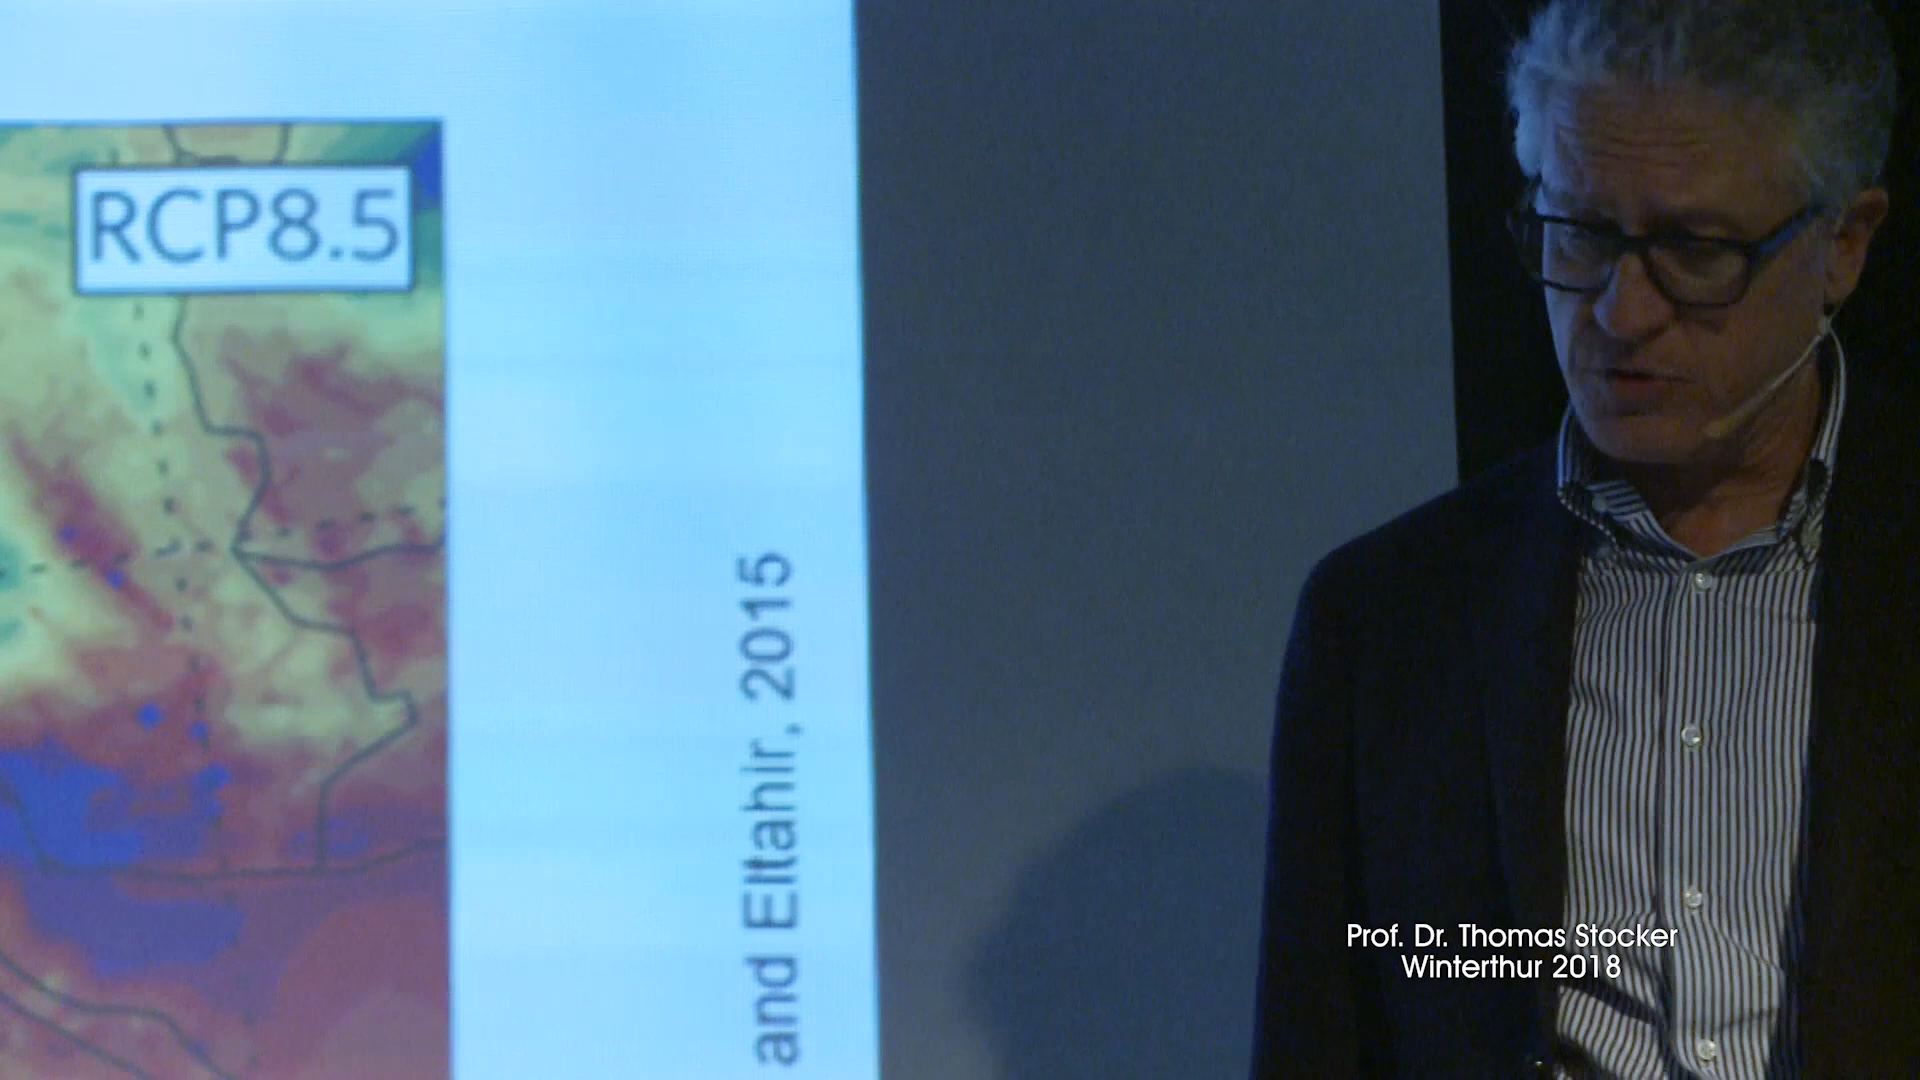 RCP8.5
and Eltahir, 2015
Prof. Dr. Thomas Stocker
Winterthur 2018